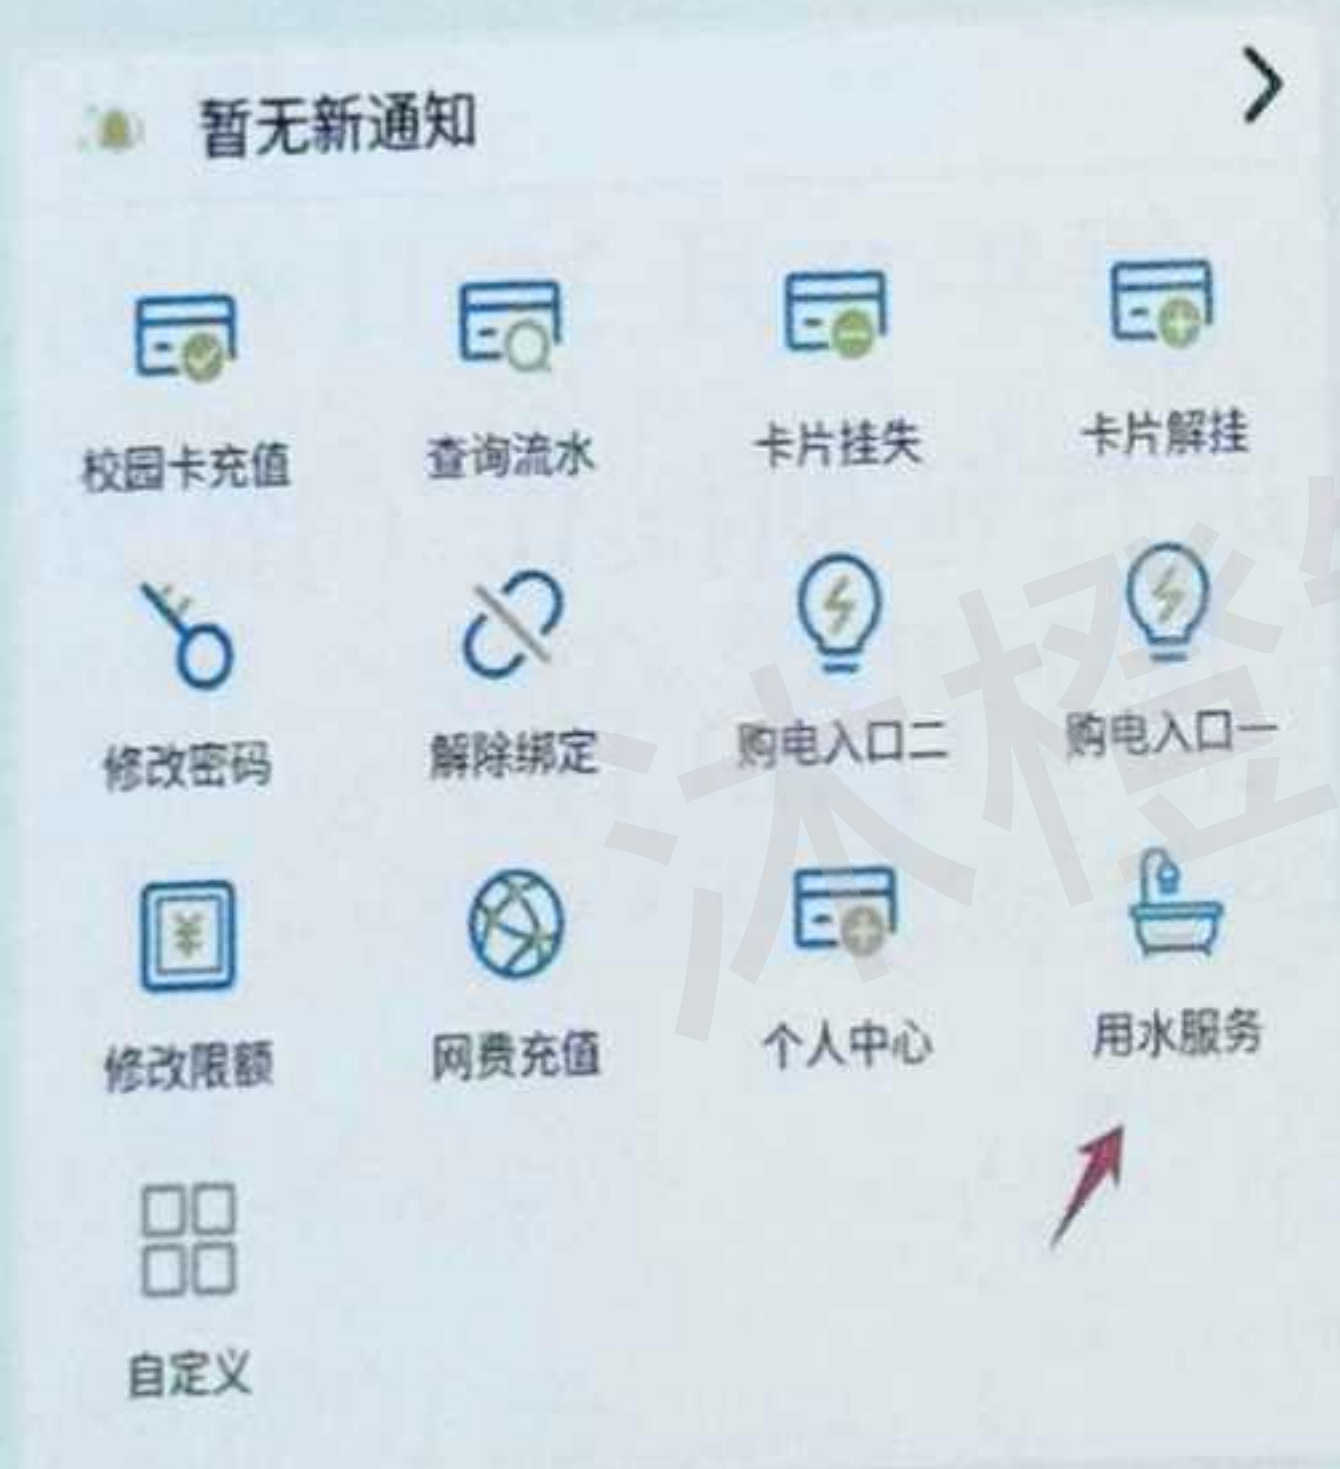 暂无新通知
校园卡充值 查询流水 卡片挂失 卡片解挂
修改密码 解除绑定 购电入口二 购电入口一
修改限额 网费充值 个人中心 用水服务
自定义
沐橙